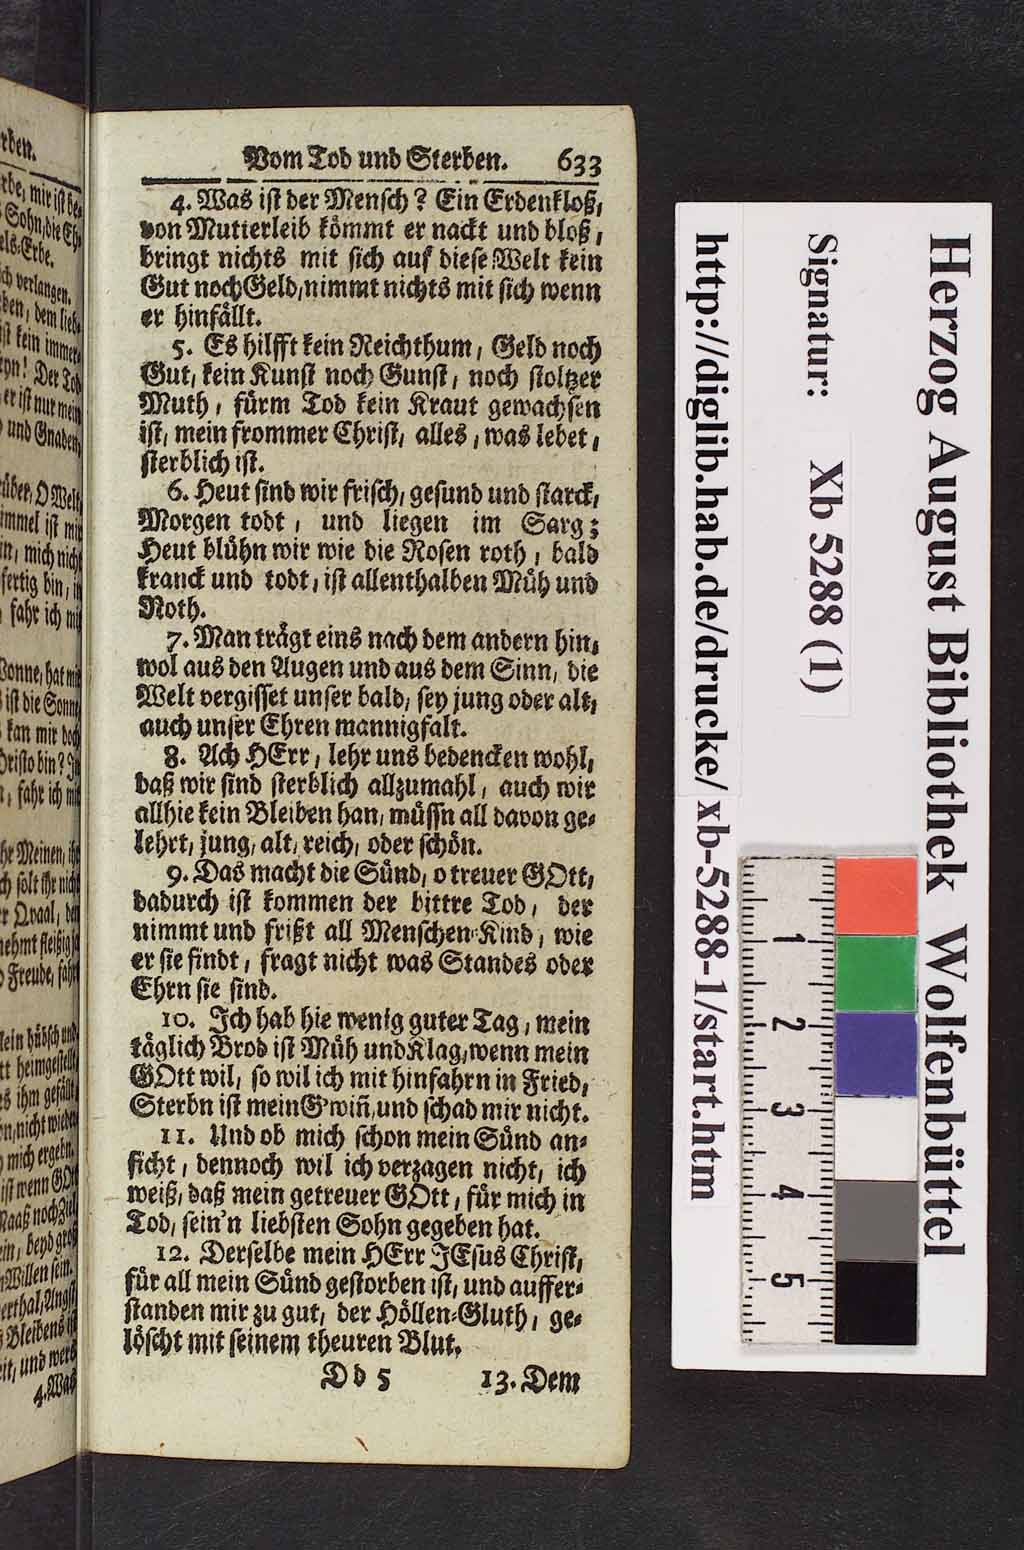 Vom Tod und Sterben. 633
4. Was ist der Mensch? Ein Erdenkloß,
von Mutterleib kömmt er nackt und bloß,
bringt nichts mit sich auf diese Welt kein
Gut noch Geld, nimmt nichts mit sich wenn
er hinfällt.
5. Es hilfft kein Reichthum, Geld noch
Gut, kein Kunst noch Gunst, noch stoltzer
Muth, fürm Tod kein Kraut gewachsen
ist, mein frommer Christ, alles, was lebet,
sterblich ist.
6. Heut sind wir frisch, gesund und starck,
Morgen todt, und liegen im Sarg;
Heut blühn wir wie die Rosen roth, bald
kranck und todt, ist allenthalben Müh und
Noth.
7. Man trägt eins nach dem andern hin,
wol aus den Augen und aus dem Sinn, die
Welt vergisset unser bald, sey jung oder alt,
auch unser Ehren mannigfalt.
8. Ach HErr, lehr uns bedencken wohl,
daß wir sind sterblich allzumahl, auch wir
allhie kein Bleiben han, müssn all davon ge-
lehrt, jung, alt, reich, oder schön.
9. Das macht die Sünd, o treuer GOtt,
dadurch ist kommen der bittre Tod, der
nimmt und frißt all Menschen-Kind, wie
er sie findt, fragt nicht was Standes oder
Ehrn sie sind.
10. Ich hab hie wenig guter Tag, mein
täglich Brod ist Müh und Klag, wenn mein
GOtt wil, so wil ich mit hinfahrn in Fried,
Sterbn ist mein G'wiñ, und schad mir nicht.
11. Und ob mich schon mein Sünd an-
ficht, dennoch wil ich verzagen nicht, ich
weiß, daß mein getreuer GOtt, für mich in
Tod, sein'n liebsten Sohn gegeben hat.
12. Derselbe mein HErr JEsus Christ,
für all mein Sünd gestorben ist, und auffer-
standen mir zu gut, der Höllen-Gluth, ge-
löscht mit seinem theuren Blut.
Dd 5 13. Dem
Herzog August Bibliothek Wolfenbüttel
Signatur: Xb 5288 (1)
http://diglib.hab.de/drucke/xb-5288-1/start.htm
1
2
3
4
5